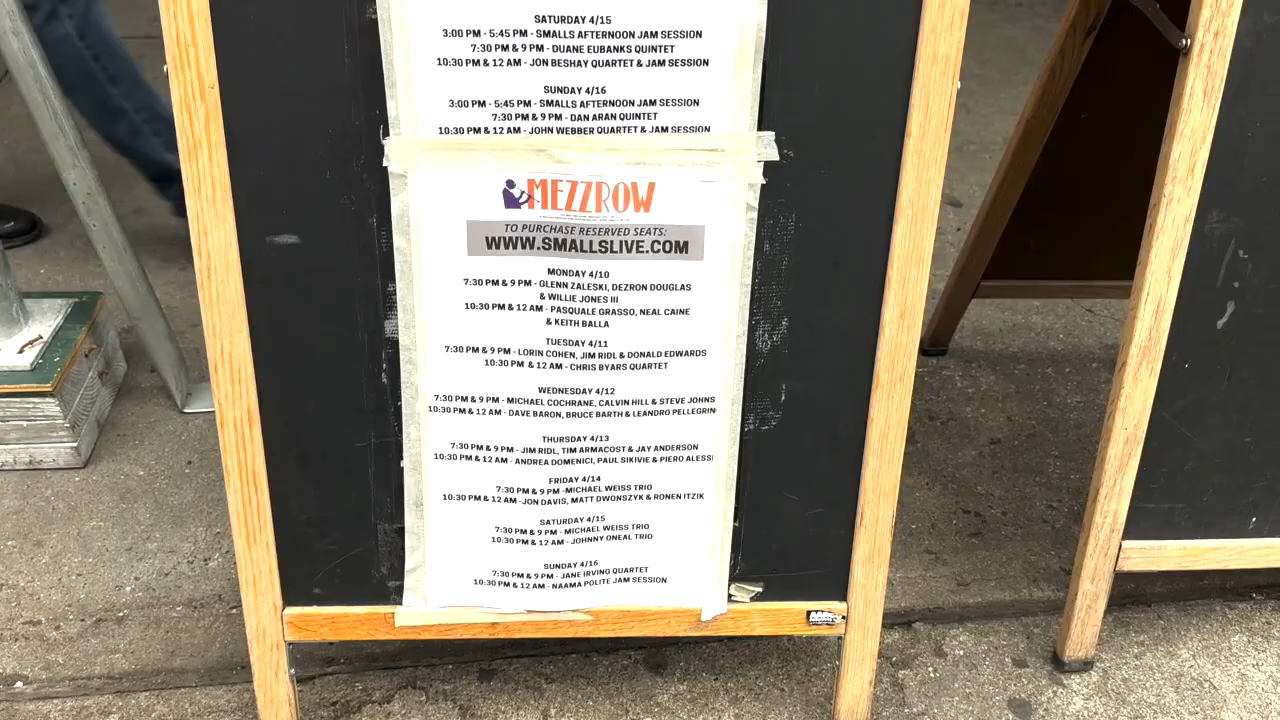 SATURDAY 4/15
3:00 PM - 5:45 PM - SMALLS AFTERNOON JAM SESSION
7:30 PM & 9 PM - DUANE EUBANKS QUINTET
10:30 PM & 12 AM - JON BESHAY QUARTET & JAM SESSION
SUNDAY 4/16
3:00 PM - 5:45 PM - SMALLS AFTERNOON JAM SESSION
7:30 PM & 9 PM - DAN ARAN QUINTET
10:30 PM & 12 AM - JOHN WEBBER QUARTET & JAM SESSION
MEZZROW
TO PURCHASE RESERVED SEATS:
WWW.SMALLSLIVE.COM
MONDAY 4/10
7:30 PM & 9 PM - GLENN ZALESKI, DEZRON DOUGLAS
& WILLIE JONES III
10:30 PM & 12 AM - PASQUALE GRASSO, NEAL CAINE
& KEITH BALLA
TUESDAY 4/11
7:30 PM & 9 PM - LORIN COHEN, JIM RIDL & DONALD EDWARDS
10:30 PM & 12 AM - CHRIS BYARS QUARTET
WEDNESDAY 4/12
7:30 PM & 9 PM - MICHAEL COCHRANE, CALVIN HILL & STEVE JOHNS
10:30 PM & 12 AM - DAVE BARON, BRUCE BARTH & LEANDRO PELLEGRIN
THURSDAY 4/13
7:30 PM & 9 PM - JIM RIDL, TIM ARMACOST & JAY ANDERSON
10:30 PM & 12 AM - ANDREA DOMENICI, PAUL SIKIVIE & PIERO ALESSI
FRIDAY 4/14
7:30 PM & 9 PM -MICHAEL WEISS TRIO
10:30 PM & 12 AM -JON DAVIS, MATT DWONSZYK & RONEN ITZIK
SATURDAY 4/15
7:30 PM & 9 PM - MICHAEL WEISS TRIO
10:30 PM & 12 AM - JOHNNY ONEAL TRIO
SUNDAY 4/16
7:30 PM & 9 PM - JANE IRVING QUARTET
10:30 PM & 12 AM - NAAMA POLITE JAM SESSION